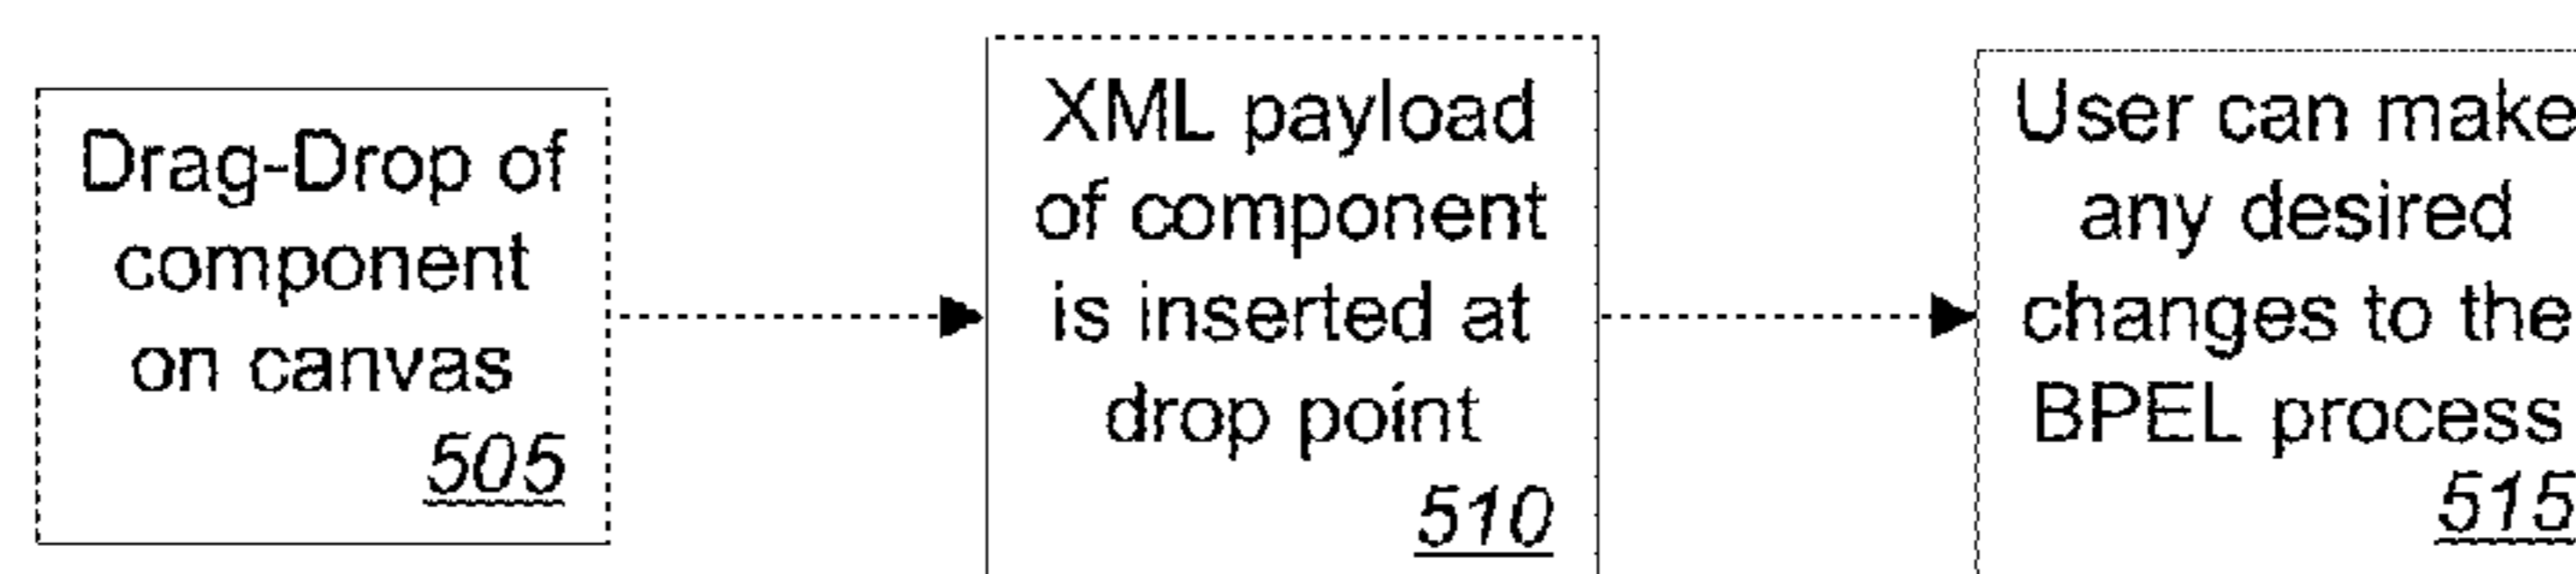 Drag-Drop of
component
on canvas
505
XML payload
of component
is inserted at
drop point
510
User can make
any desired
changes to the
BPEL process
515